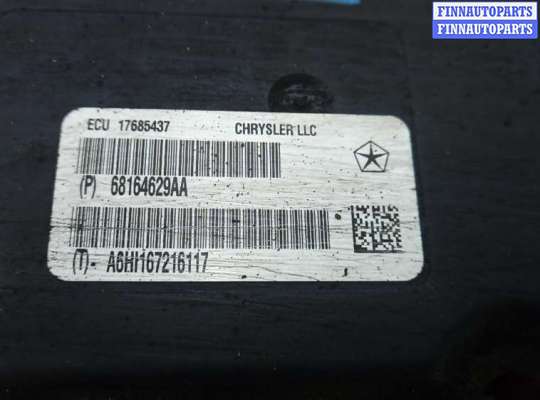 FINNAUTOPARTS
FINNAUTOPARTS
ECU 17685437 CHRYSLER LLC
(P) 68164629AA
(T)- A6HI167216117